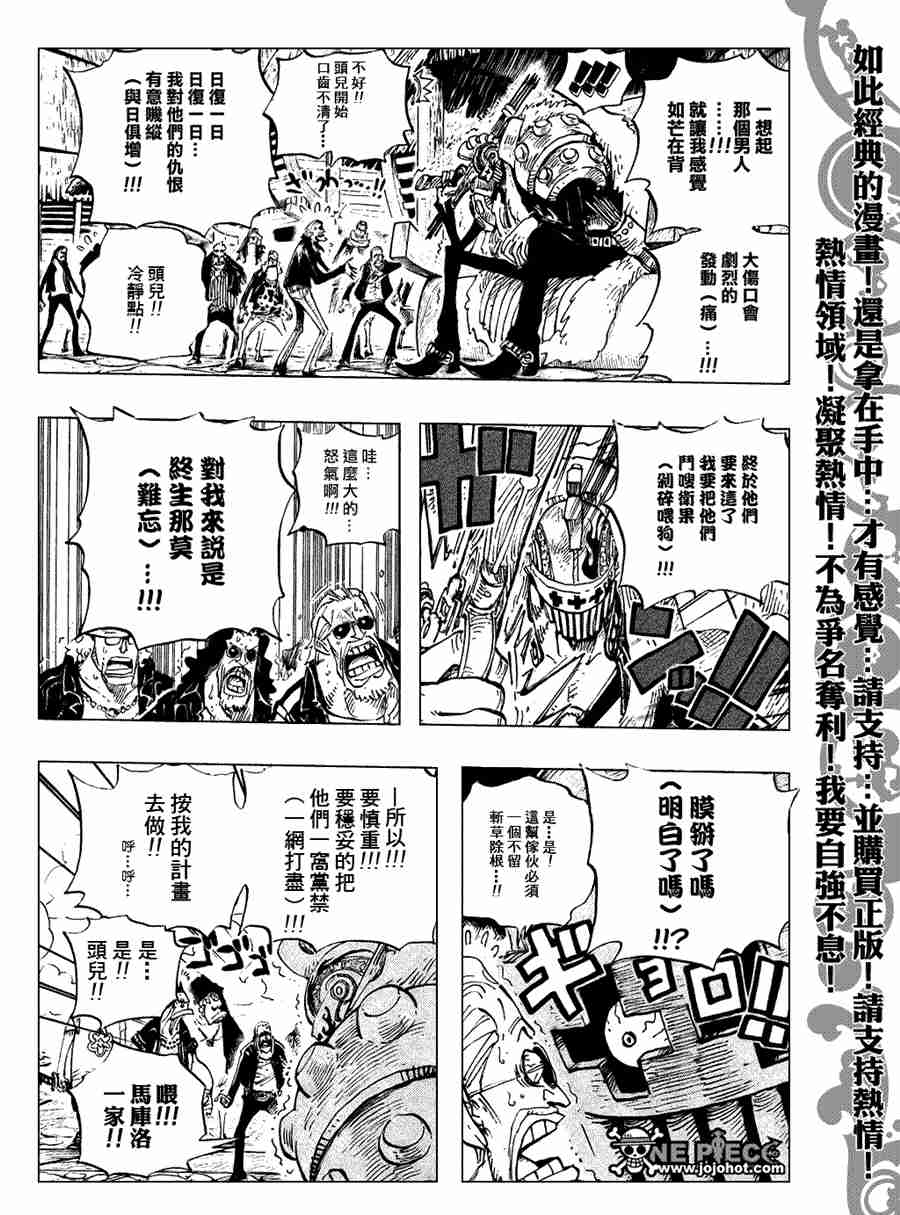 如此經典的漫畫！還是拿在手中…才有感覺…請支持…並購買正版！請支持熱情！
熱情領域！凝聚熱情！不為爭名奪利！我要自強不息！
一想起
那個男人
……!!!
就讓我感覺
如芒在背
!!!
大傷口會
劇烈的
發動（痛）…!!!
不好!!
頭兒開始
口齒不清了…
日復一日
日復一日…
我對他們的仇恨
有意嘰縱
（與日俱增）
!!!
頭兒!!
冷靜點!!!
終於他們
要來這了
我要把他們
鬥嗖衛果
（剁碎喂狗）
!!!
ガギ
!!!
哇…
這麼大的…
怒氣啊!!!
對我來說是
終生那莫
（難忘）…!!!
膜掰了嗎
（明白了嗎）
!!?
是…是!
這幫傢伙必須
一個不留
斬草除根…!!
ギョロ!!
ー所以!!!
要慎重!!!
要穩妥的把
他們一窩黨禁
（一網打盡）!!!
按我的計畫
去做!!
呼…呼…
ゴゴゴ
是…
是!!
頭兒!!
喂!!!
馬庫洛
一家!!
ONE PIECE
www.jojohot.com